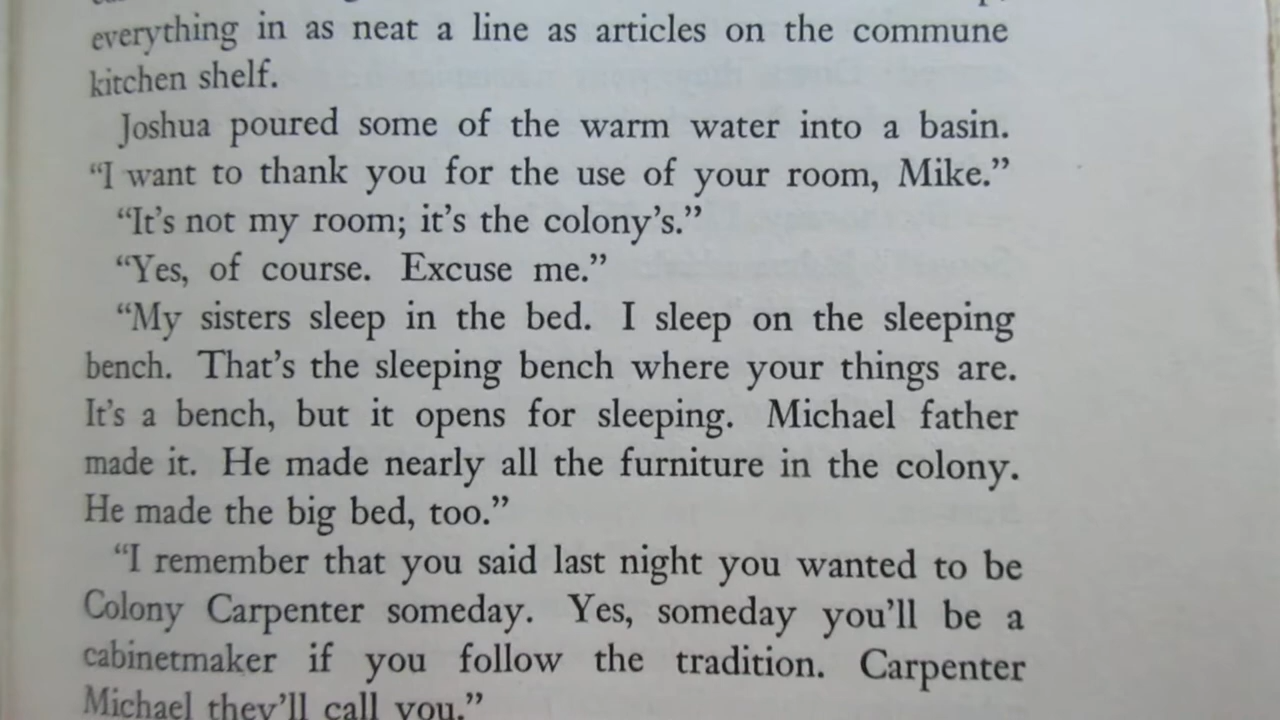 everything in as neat a line as articles on the commune
kitchen shelf.
Joshua poured some of the warm water into a basin.
“I want to thank you for the use of your room, Mike.”
“It’s not my room; it’s the colony’s.”
“Yes, of course. Excuse me.”
“My sisters sleep in the bed. I sleep on the sleeping
bench. That’s the sleeping bench where your things are.
It’s a bench, but it opens for sleeping. Michael father
made it. He made nearly all the furniture in the colony.
He made the big bed, too.”
“I remember that you said last night you wanted to be
Colony Carpenter someday. Yes, someday you’ll be a
cabinetmaker if you follow the tradition. Carpenter
Michael they’ll call you.”